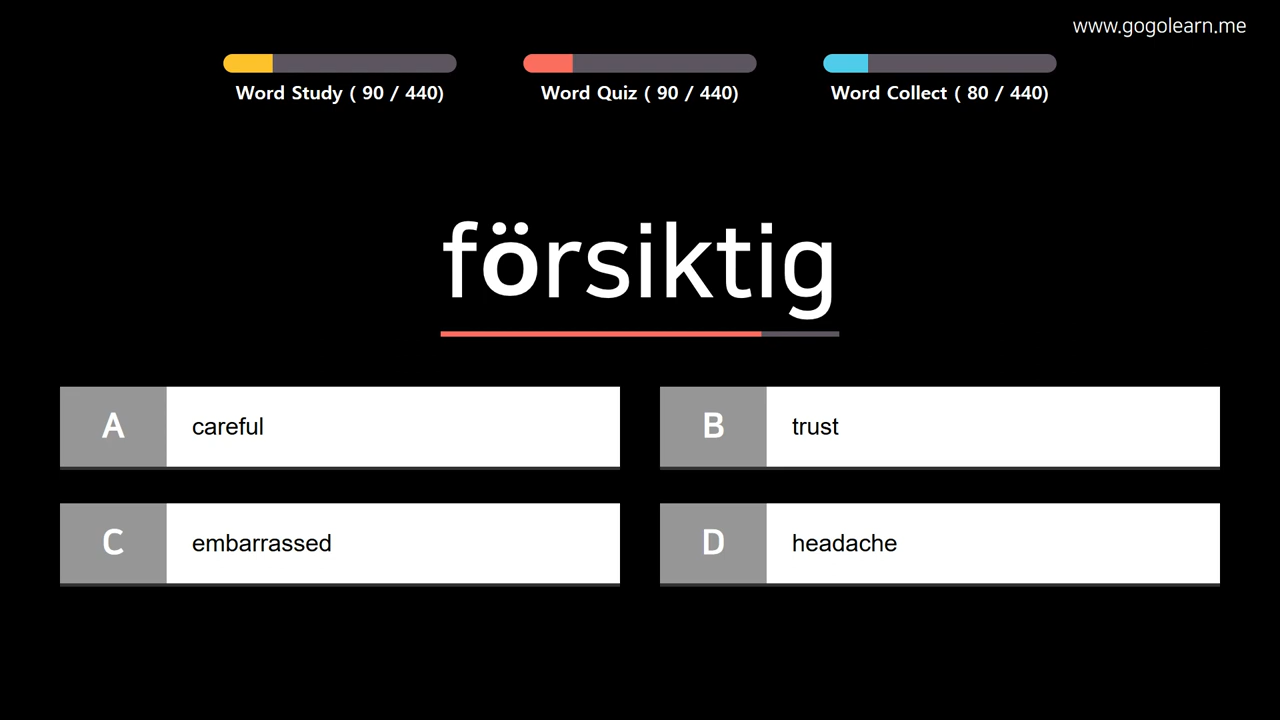 www.gogolearn.me
Word Study ( 90 / 440)
Word Quiz ( 90 / 440)
Word Collect ( 80 / 440)
försiktig
A careful
B trust
C embarrassed
D headache